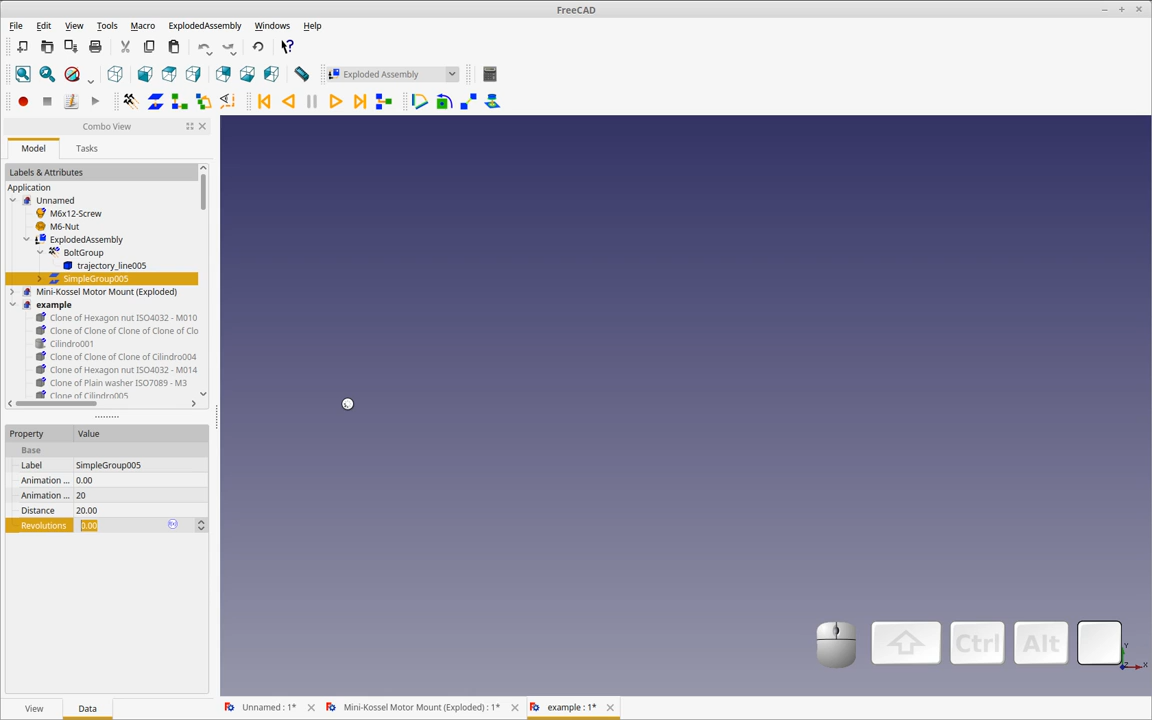 FreeCAD
File Edit View Tools Macro ExplodedAssembly Windows Help
Exploded Assembly
Combo View
Model Tasks
Labels & Attributes
Application
Unnamed
M6x12-Screw
M6-Nut
ExplodedAssembly
BoltGroup
trajectory_line005
SimpleGroup005
Mini-Kossel Motor Mount (Exploded)
example
Clone of Hexagon nut ISO4032 - M010
Clone of Clone of Clone of Clone of Clo
Cilindro001
Clone of Clone of Clone of Cilindro004
Clone of Hexagon nut ISO4032 - M014
Clone of Plain washer ISO7089 - M3
Clone of Cilindro005
Property Value
Base
Label SimpleGroup005
Animation ... 0.00
Animation ... 20
Distance 20.00
Revolutions 0.00
Ctrl Alt
Y
Z X
View Data
Unnamed : 1* Mini-Kossel Motor Mount (Exploded) : 1* example : 1*